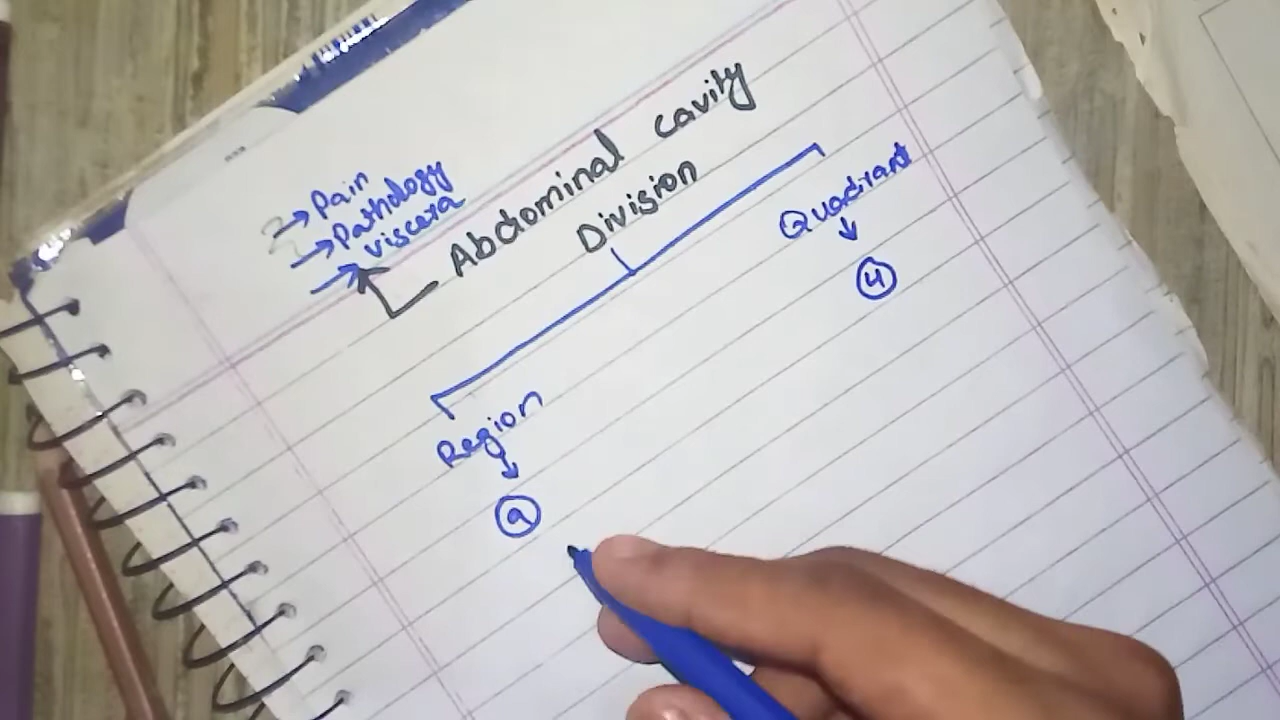 Pain
Pathology
viscera
Abdominal cavity
Division
Quadrant
4
Region
9